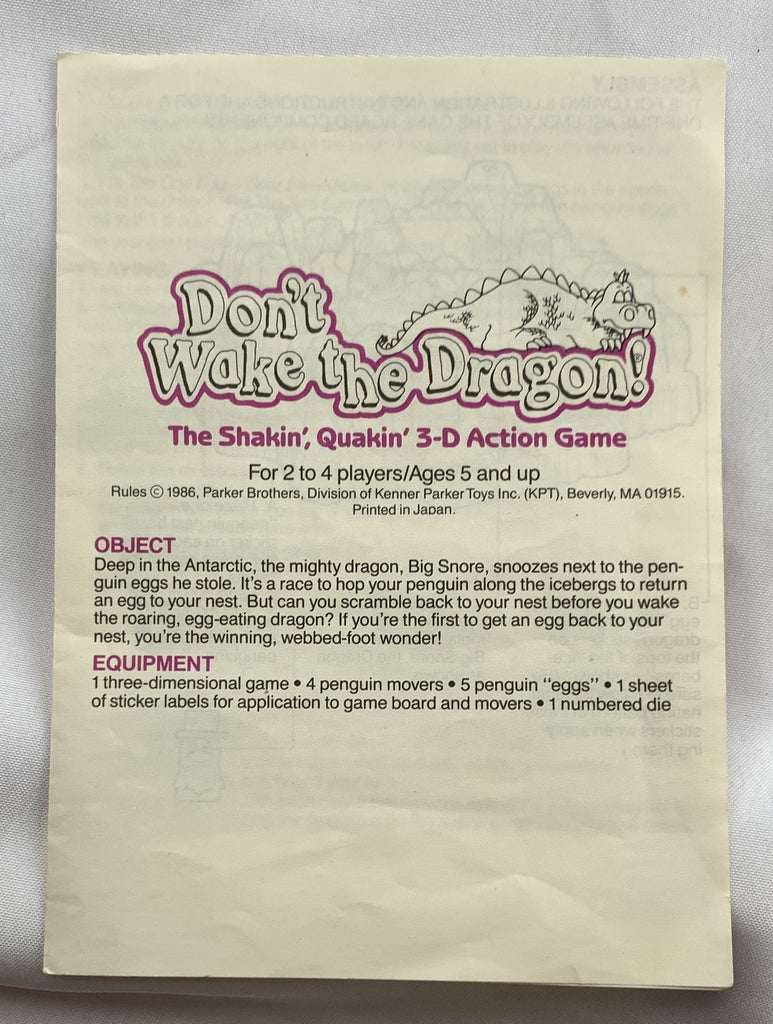 Don't
Wake the Dragon!®
The Shakin', Quakin' 3-D Action Game
For 2 to 4 players/Ages 5 and up
Rules © 1986, Parker Brothers, Division of Kenner Parker Toys Inc. (KPT), Beverly, MA 01915.
Printed in Japan.
OBJECT
Deep in the Antarctic, the mighty dragon, Big Snore, snoozes next to the pen-
guin eggs he stole. It's a race to hop your penguin along the icebergs to return
an egg to your nest. But can you scramble back to your nest before you wake
the roaring, egg-eating dragon? If you're the first to get an egg back to your
nest, you're the winning, webbed-foot wonder!
EQUIPMENT
1 three-dimensional game • 4 penguin movers • 5 penguin "eggs" • 1 sheet
of sticker labels for application to game board and movers • 1 numbered die